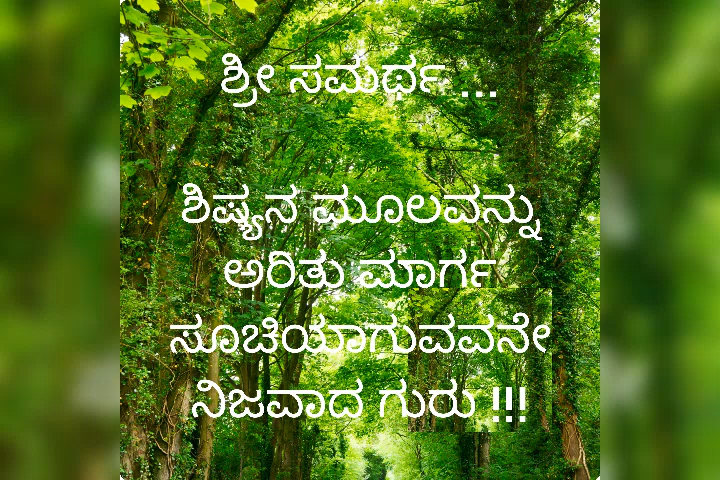 ಶ್ರೀ ಸಮರ್ಥ ...
ಶಿಷ್ಯನ ಮೂಲವನ್ನು
ಅರಿತು ಮಾರ್ಗ
ಸೂಚಿಯಾಗುವವನೇ
ನಿಜವಾದ ಗುರು !!!